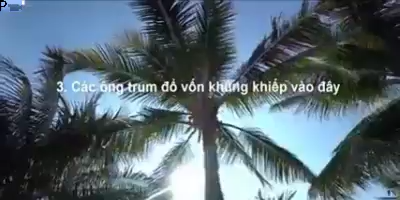 3. Các ông trùm đổ vốn khủng khiếp vào đây